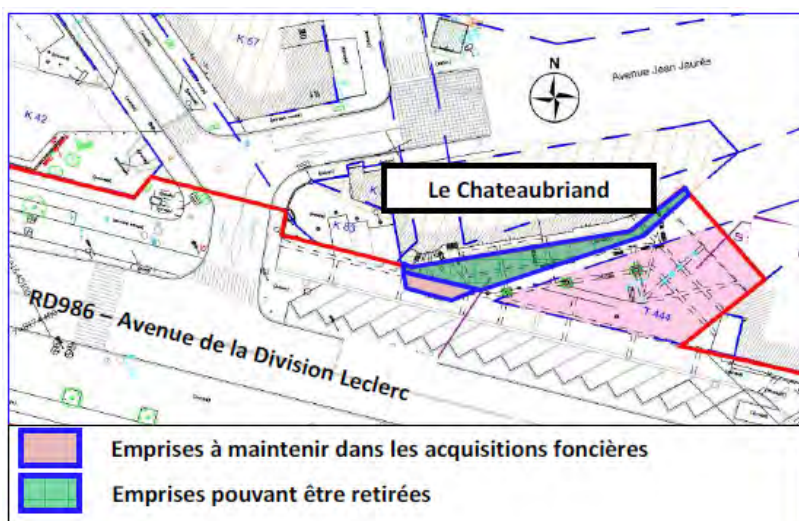 K 57
Avenue Jean Jaurès
N
K 42
Le Chateaubriand
K 83
T 444
RD986 – Avenue de la Division Leclerc
Emprises à maintenir dans les acquisitions foncières
Emprises pouvant être retirées